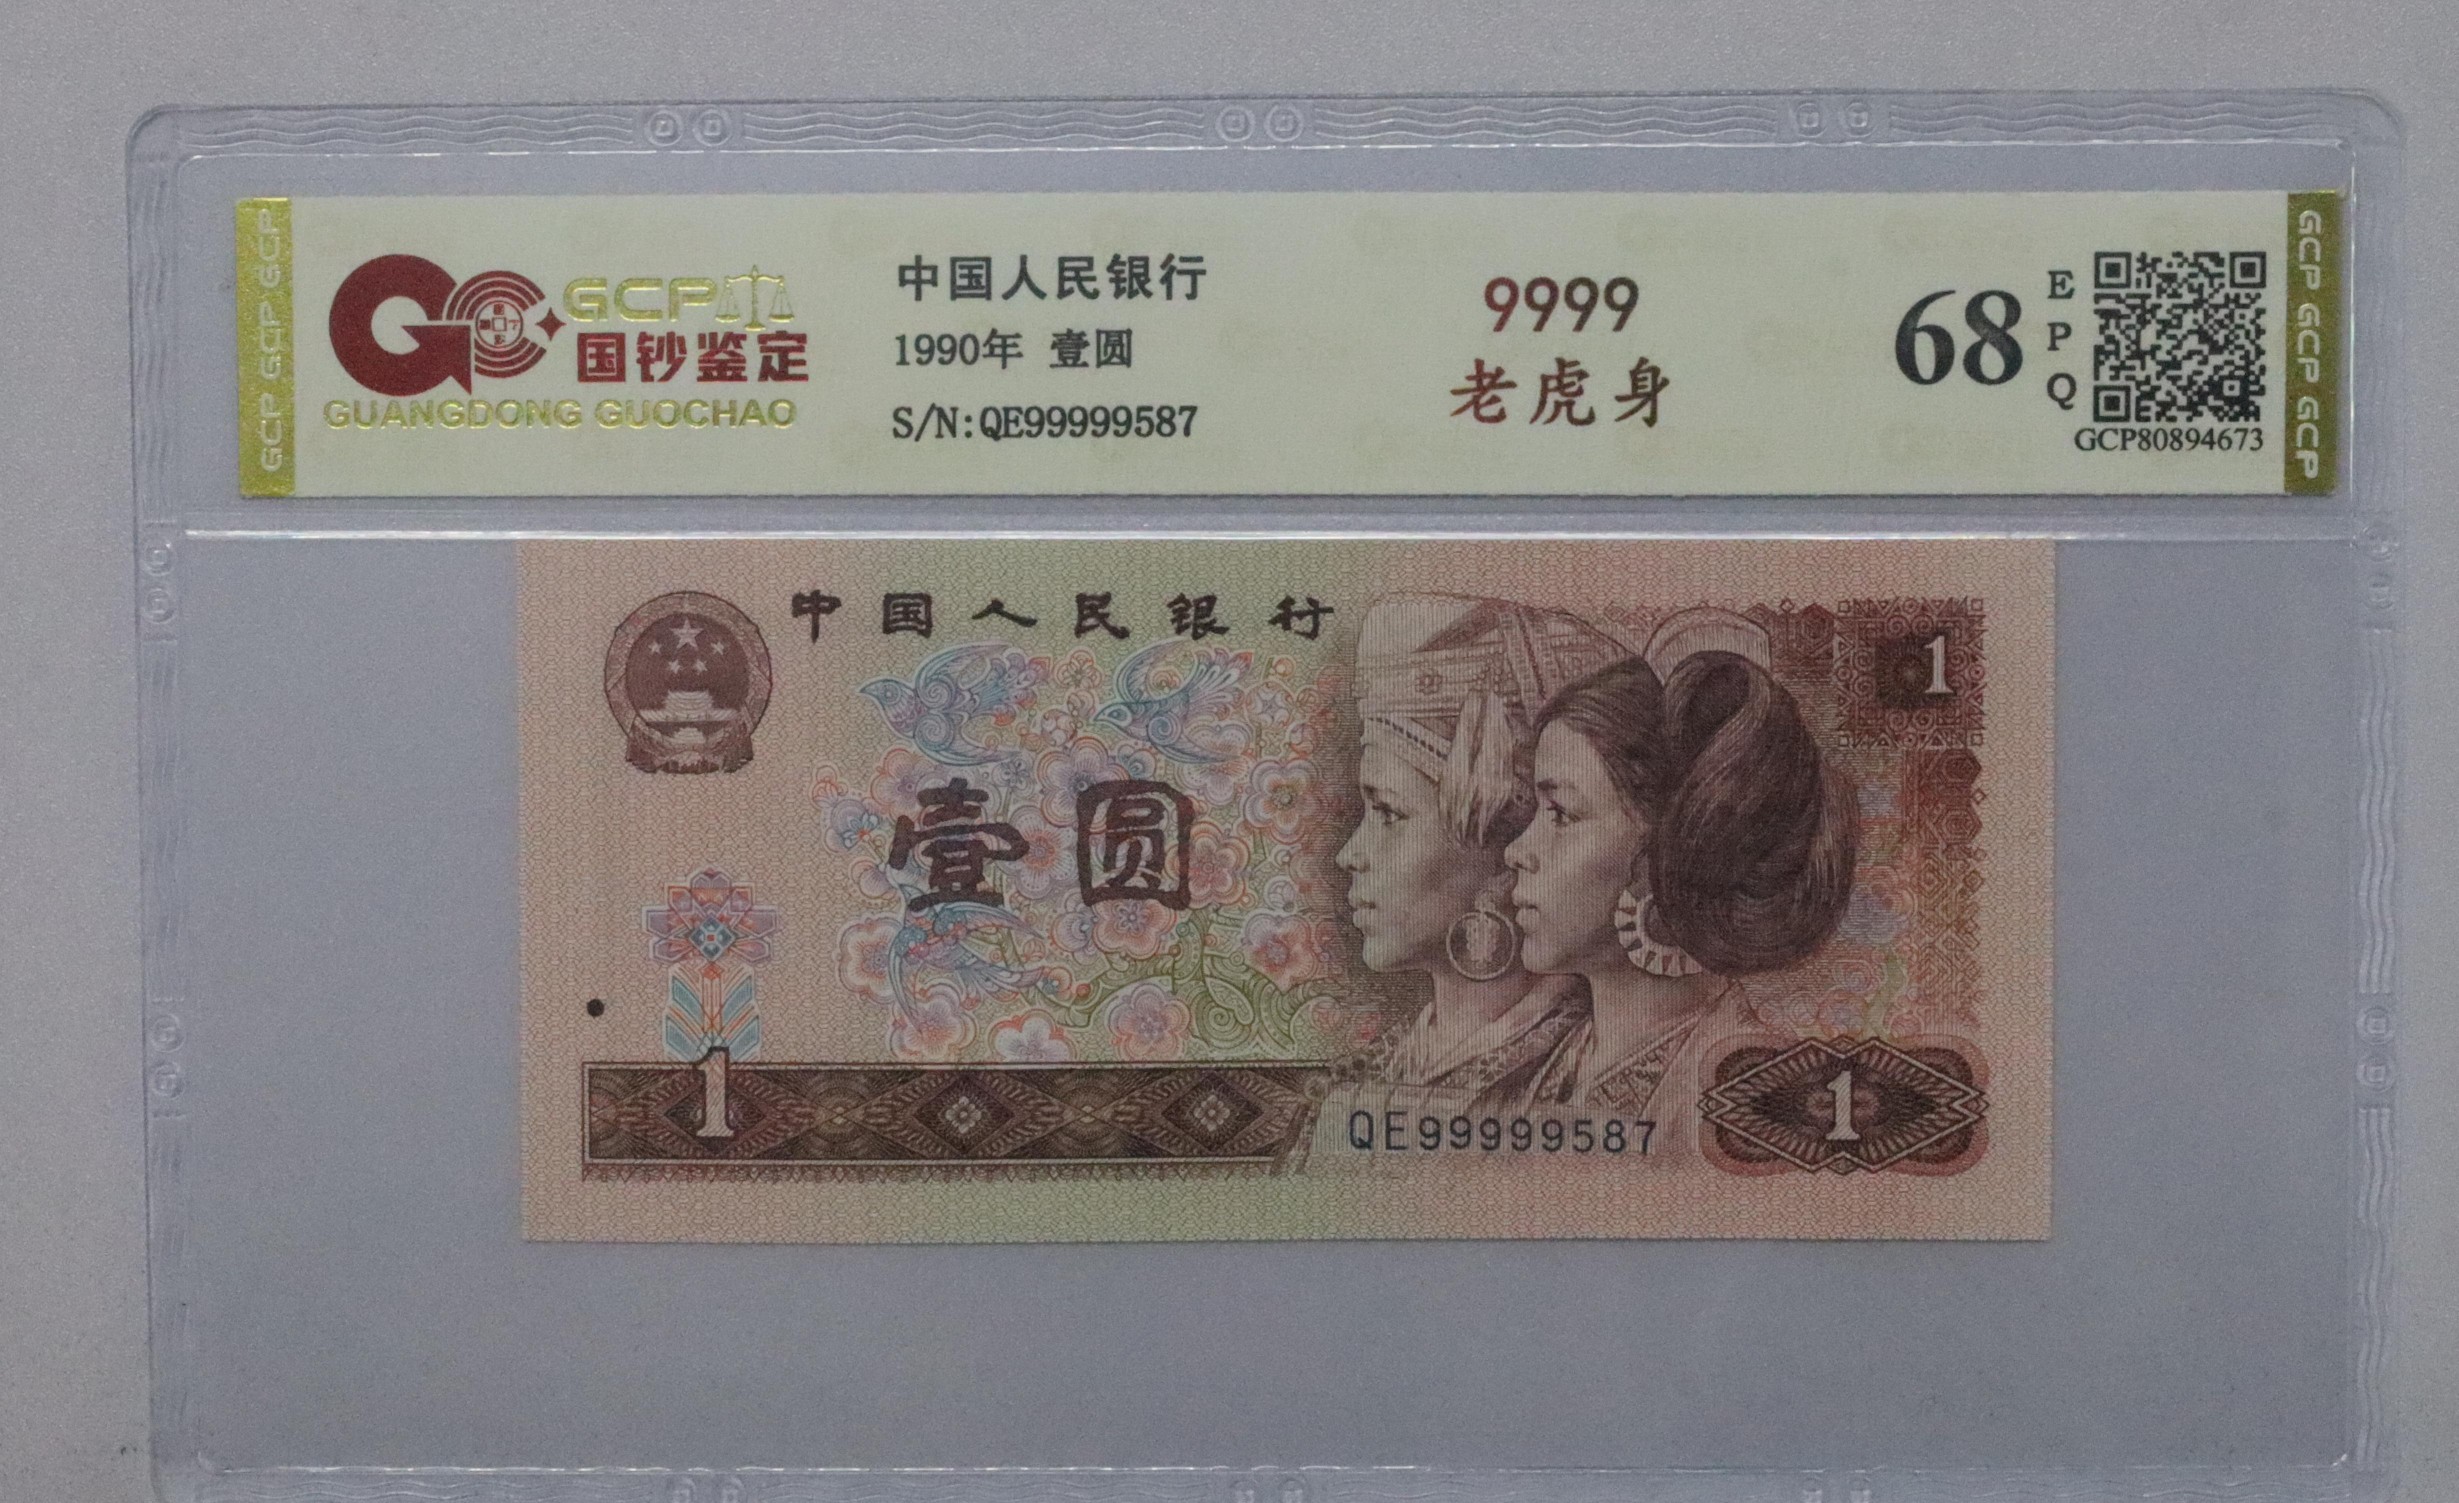 GCP GCP GCP
GCP
国钞鉴定
GUANGDONG GUOCHAO
中国人民银行
1990年 壹圆
S/N:QE99999587
9999
老虎身
68
E
P
Q
GCP80894673
GCP GCP GCP
中国人民银行
1
壹圆
1
QE99999587
1